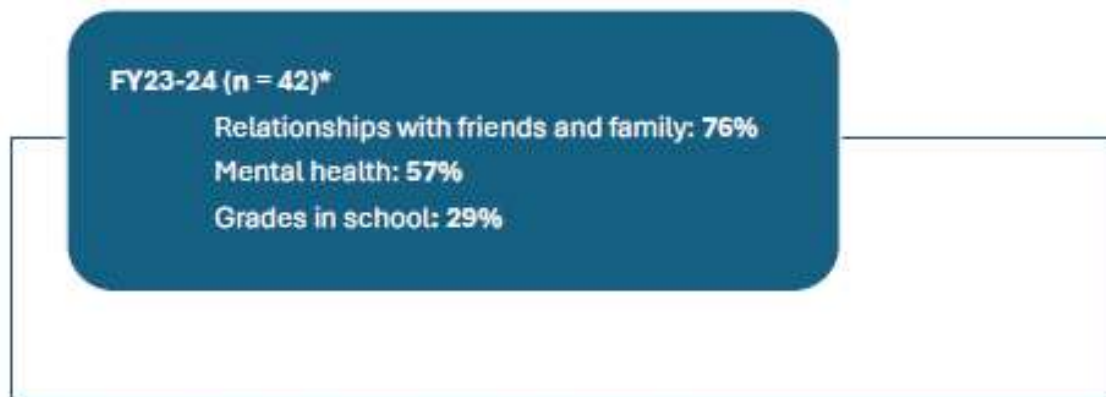 FY23-24 (n = 42)*
Relationships with friends and family: 76%
Mental health: 57%
Grades in school: 29%